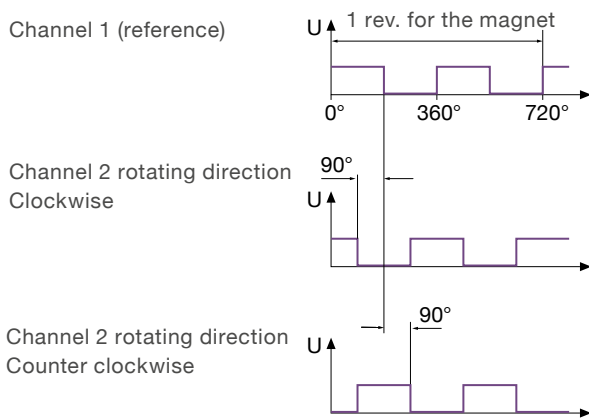 Channel 1 (reference)
U
1 rev. for the magnet
0°
360°
720°
Channel 2 rotating direction
Clockwise
90°
U
Channel 2 rotating direction
Counter clockwise
90°
U